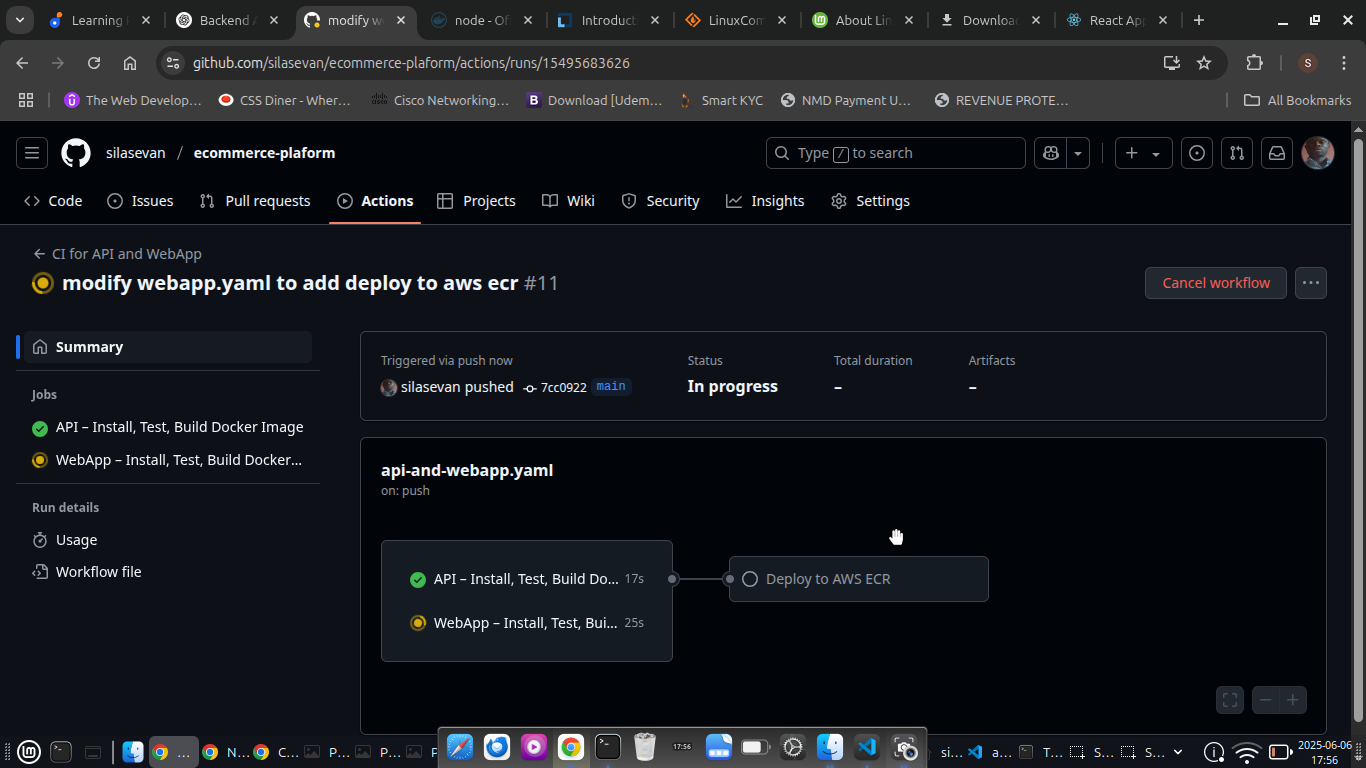 Learning
Backend A
modify we
node - Of
Introduct
LinuxCom
About Lin
Downloa
React App
github.com/silasevan/ecommerce-plaform/actions/runs/15495683626
S
The Web Develop...
CSS Diner - Wher...
Cisco Networking...
Download [Udem...
Smart KYC
NMD Payment U...
REVENUE PROTE...
All Bookmarks
silasevan / ecommerce-plaform
Type / to search
Code
Issues
Pull requests
Actions
Projects
Wiki
Security
Insights
Settings
← CI for API and WebApp
modify webapp.yaml to add deploy to aws ecr #11
Cancel workflow
Summary
Jobs
API – Install, Test, Build Docker Image
WebApp – Install, Test, Build Docker...
Run details
Usage
Workflow file
Triggered via push now
silasevan pushed 7cc0922 main
Status
In progress
Total duration
–
Artifacts
–
api-and-webapp.yaml
on: push
API – Install, Test, Build Do... 17s
WebApp – Install, Test, Bui... 25s
Deploy to AWS ECR
...
N...
C...
P...
P...
P
17:56
si...
a...
T...
S...
S...
2025-06-06
17:56